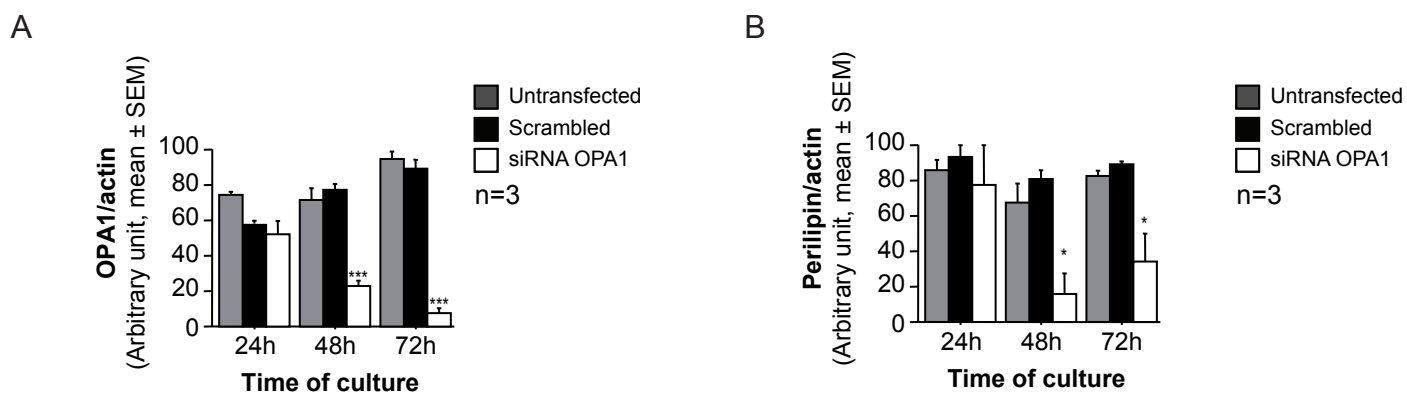 A
OPA1/actin
(Arbitrary unit, mean ± SEM)
100
80
60
40
20
0
***
***
24h
48h
72h
Time of culture
Untransfected
Scrambled
siRNA OPA1
n=3
B
Perilipin/actin
(Arbitrary unit, mean ± SEM)
100
80
60
40
20
0
*
*
24h
48h
72h
Time of culture
Untransfected
Scrambled
siRNA OPA1
n=3